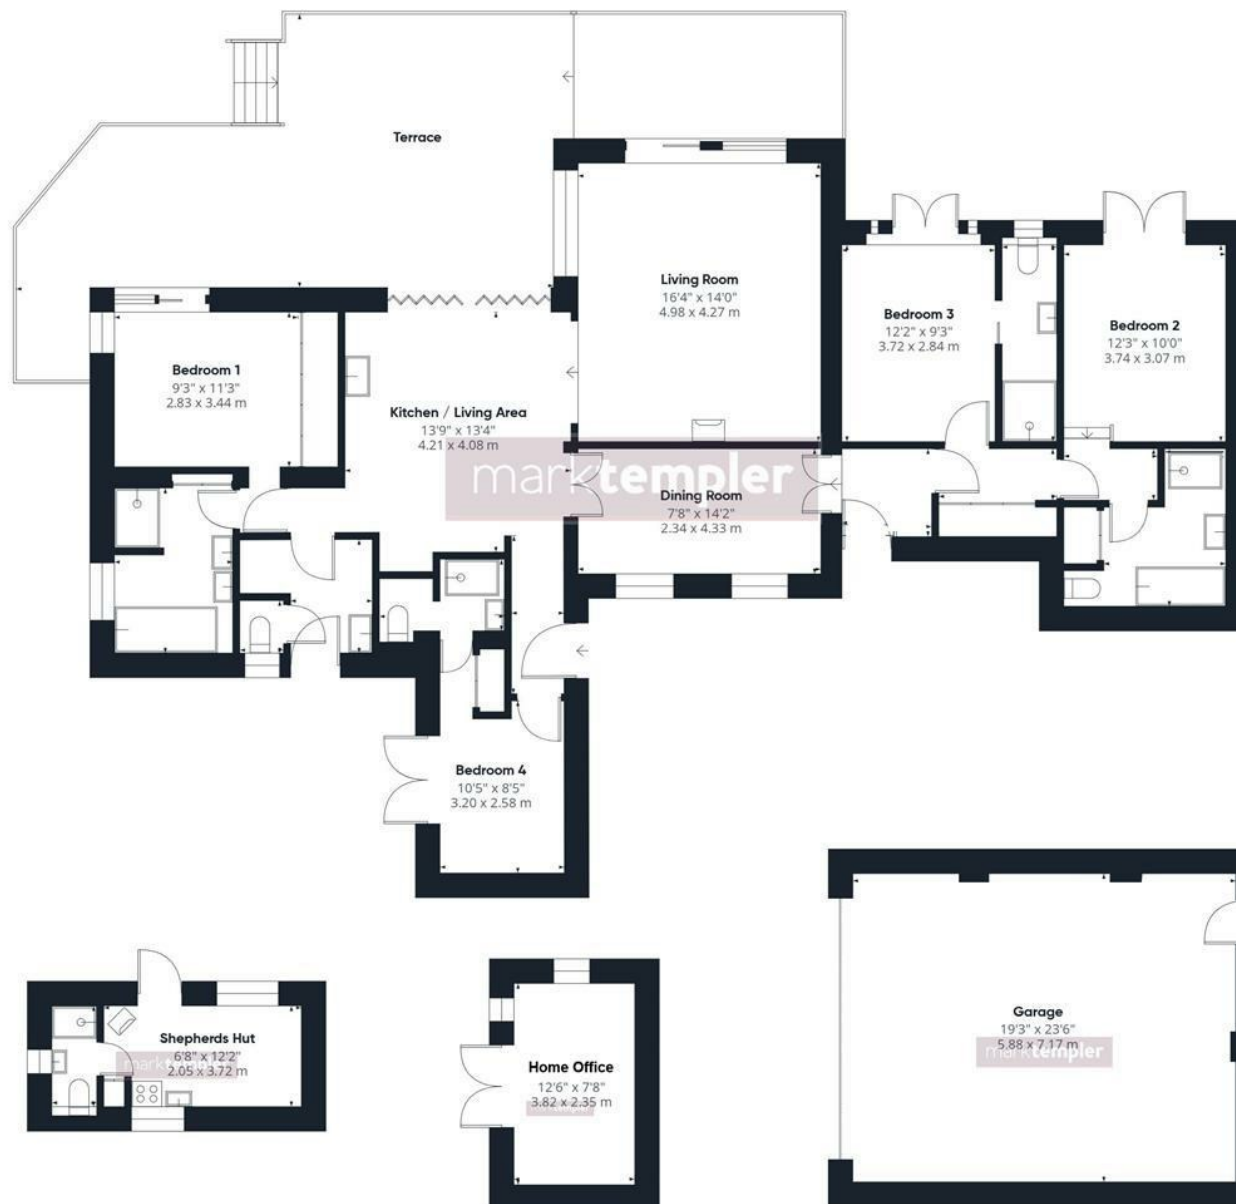 Terrace
Living Room
16'4" x 14'0"
4.98 x 4.27 m
Bedroom 3
12'2" x 9'3"
3.72 x 2.84 m
Bedroom 2
12'3" x 10'0"
3.74 x 3.07 m
Bedroom 1
9'3" x 11'3"
2.83 x 3.44 m
Kitchen / Living Area
13'9" x 13'4"
4.21 x 4.08 m
marktempler
Dining Room
7'8" x 14'2"
2.34 x 4.33 m
Bedroom 4
10'5" x 8'5"
3.20 x 2.58 m
Shepherds Hut
6'8" x 12'2"
2.05 x 3.72 m
marktempler
Home Office
12'6" x 7'8"
3.82 x 2.35 m
Garage
19'3" x 23'6"
5.88 x 7.17 m
marktempler